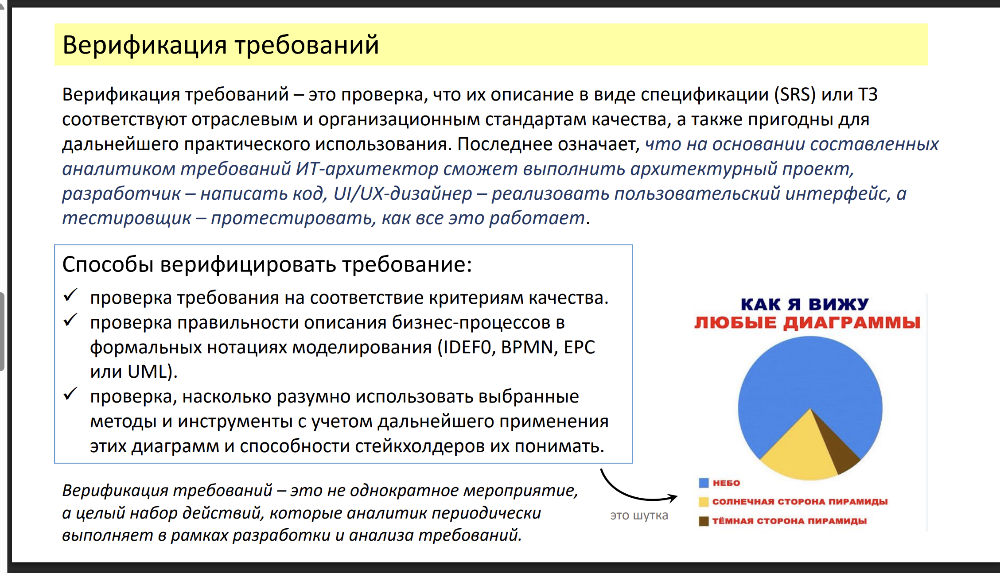 Верификация требований
Верификация требований – это проверка, что их описание в виде спецификации (SRS) или ТЗ
соответствуют отраслевым и организационным стандартам качества, а также пригодны для
дальнейшего практического использования. Последнее означает, что на основании составленных
аналитиком требований ИТ-архитектор сможет выполнить архитектурный проект,
разработчик – написать код, UI/UX-дизайнер – реализовать пользовательский интерфейс, а
тестировщик – протестировать, как все это работает.
Способы верифицировать требование:
✓ проверка требования на соответствие критериям качества.
✓ проверка правильности описания бизнес-процессов в
формальных нотациях моделирования (IDEF0, BPMN, EPC
или UML).
✓ проверка, насколько разумно использовать выбранные
методы и инструменты с учетом дальнейшего применения
этих диаграмм и способности стейкхолдеров их понимать.
Верификация требований – это не однократное мероприятие,
а целый набор действий, которые аналитик периодически
выполняет в рамках разработки и анализа требований.
это шутка
КАК Я ВИЖУ
ЛЮБЫЕ ДИАГРАММЫ
НЕБО
СОЛНЕЧНАЯ СТОРОНА ПИРАМИДЫ
ТЁМНАЯ СТОРОНА ПИРАМИДЫ